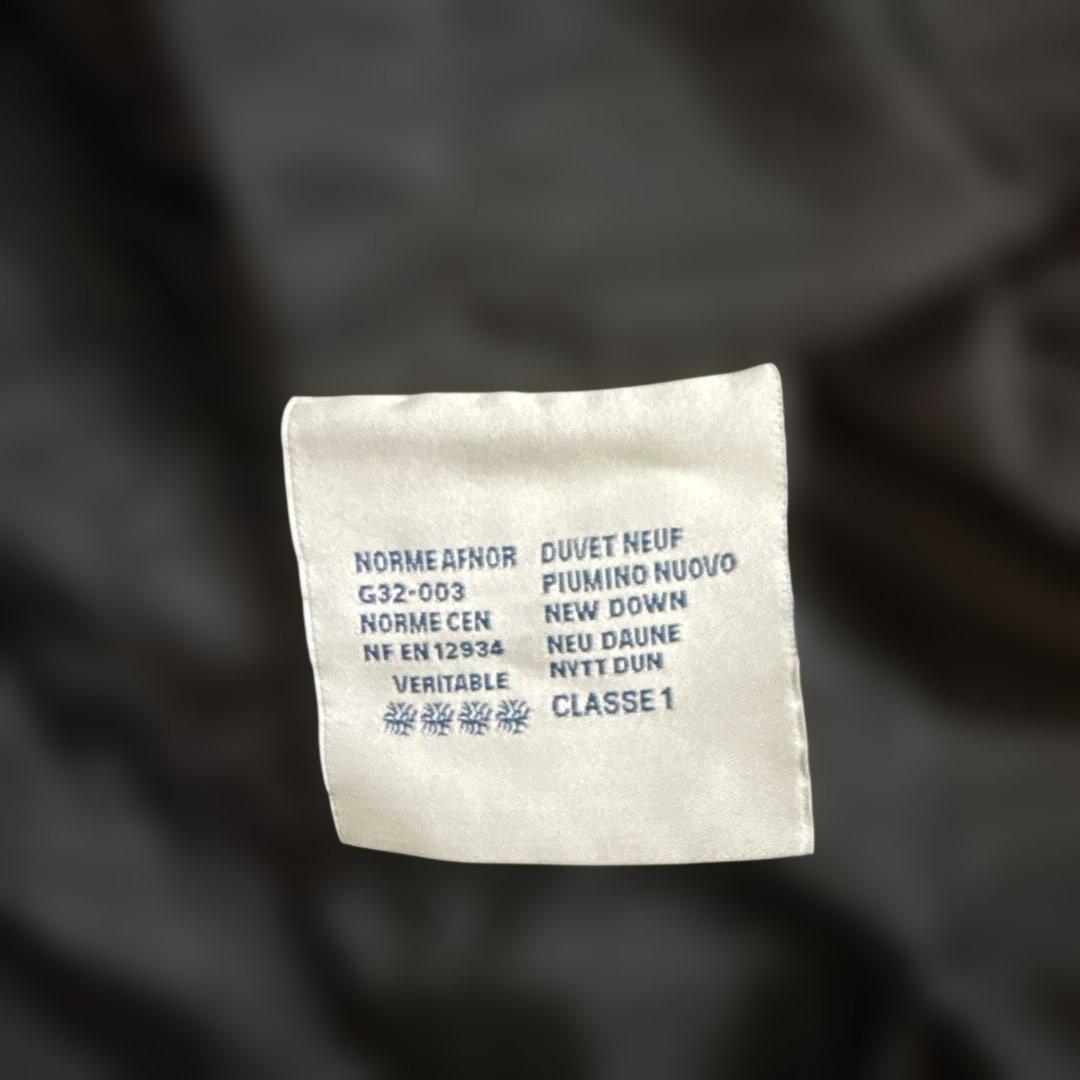 NORME AFNOR
G32-003
NORME CEN
NF EN 12934
VERITABLE
DUVET NEUF
PIUMINO NUOVO
NEW DOWN
NEU DAUNE
NYTT DUN
CLASSE 1